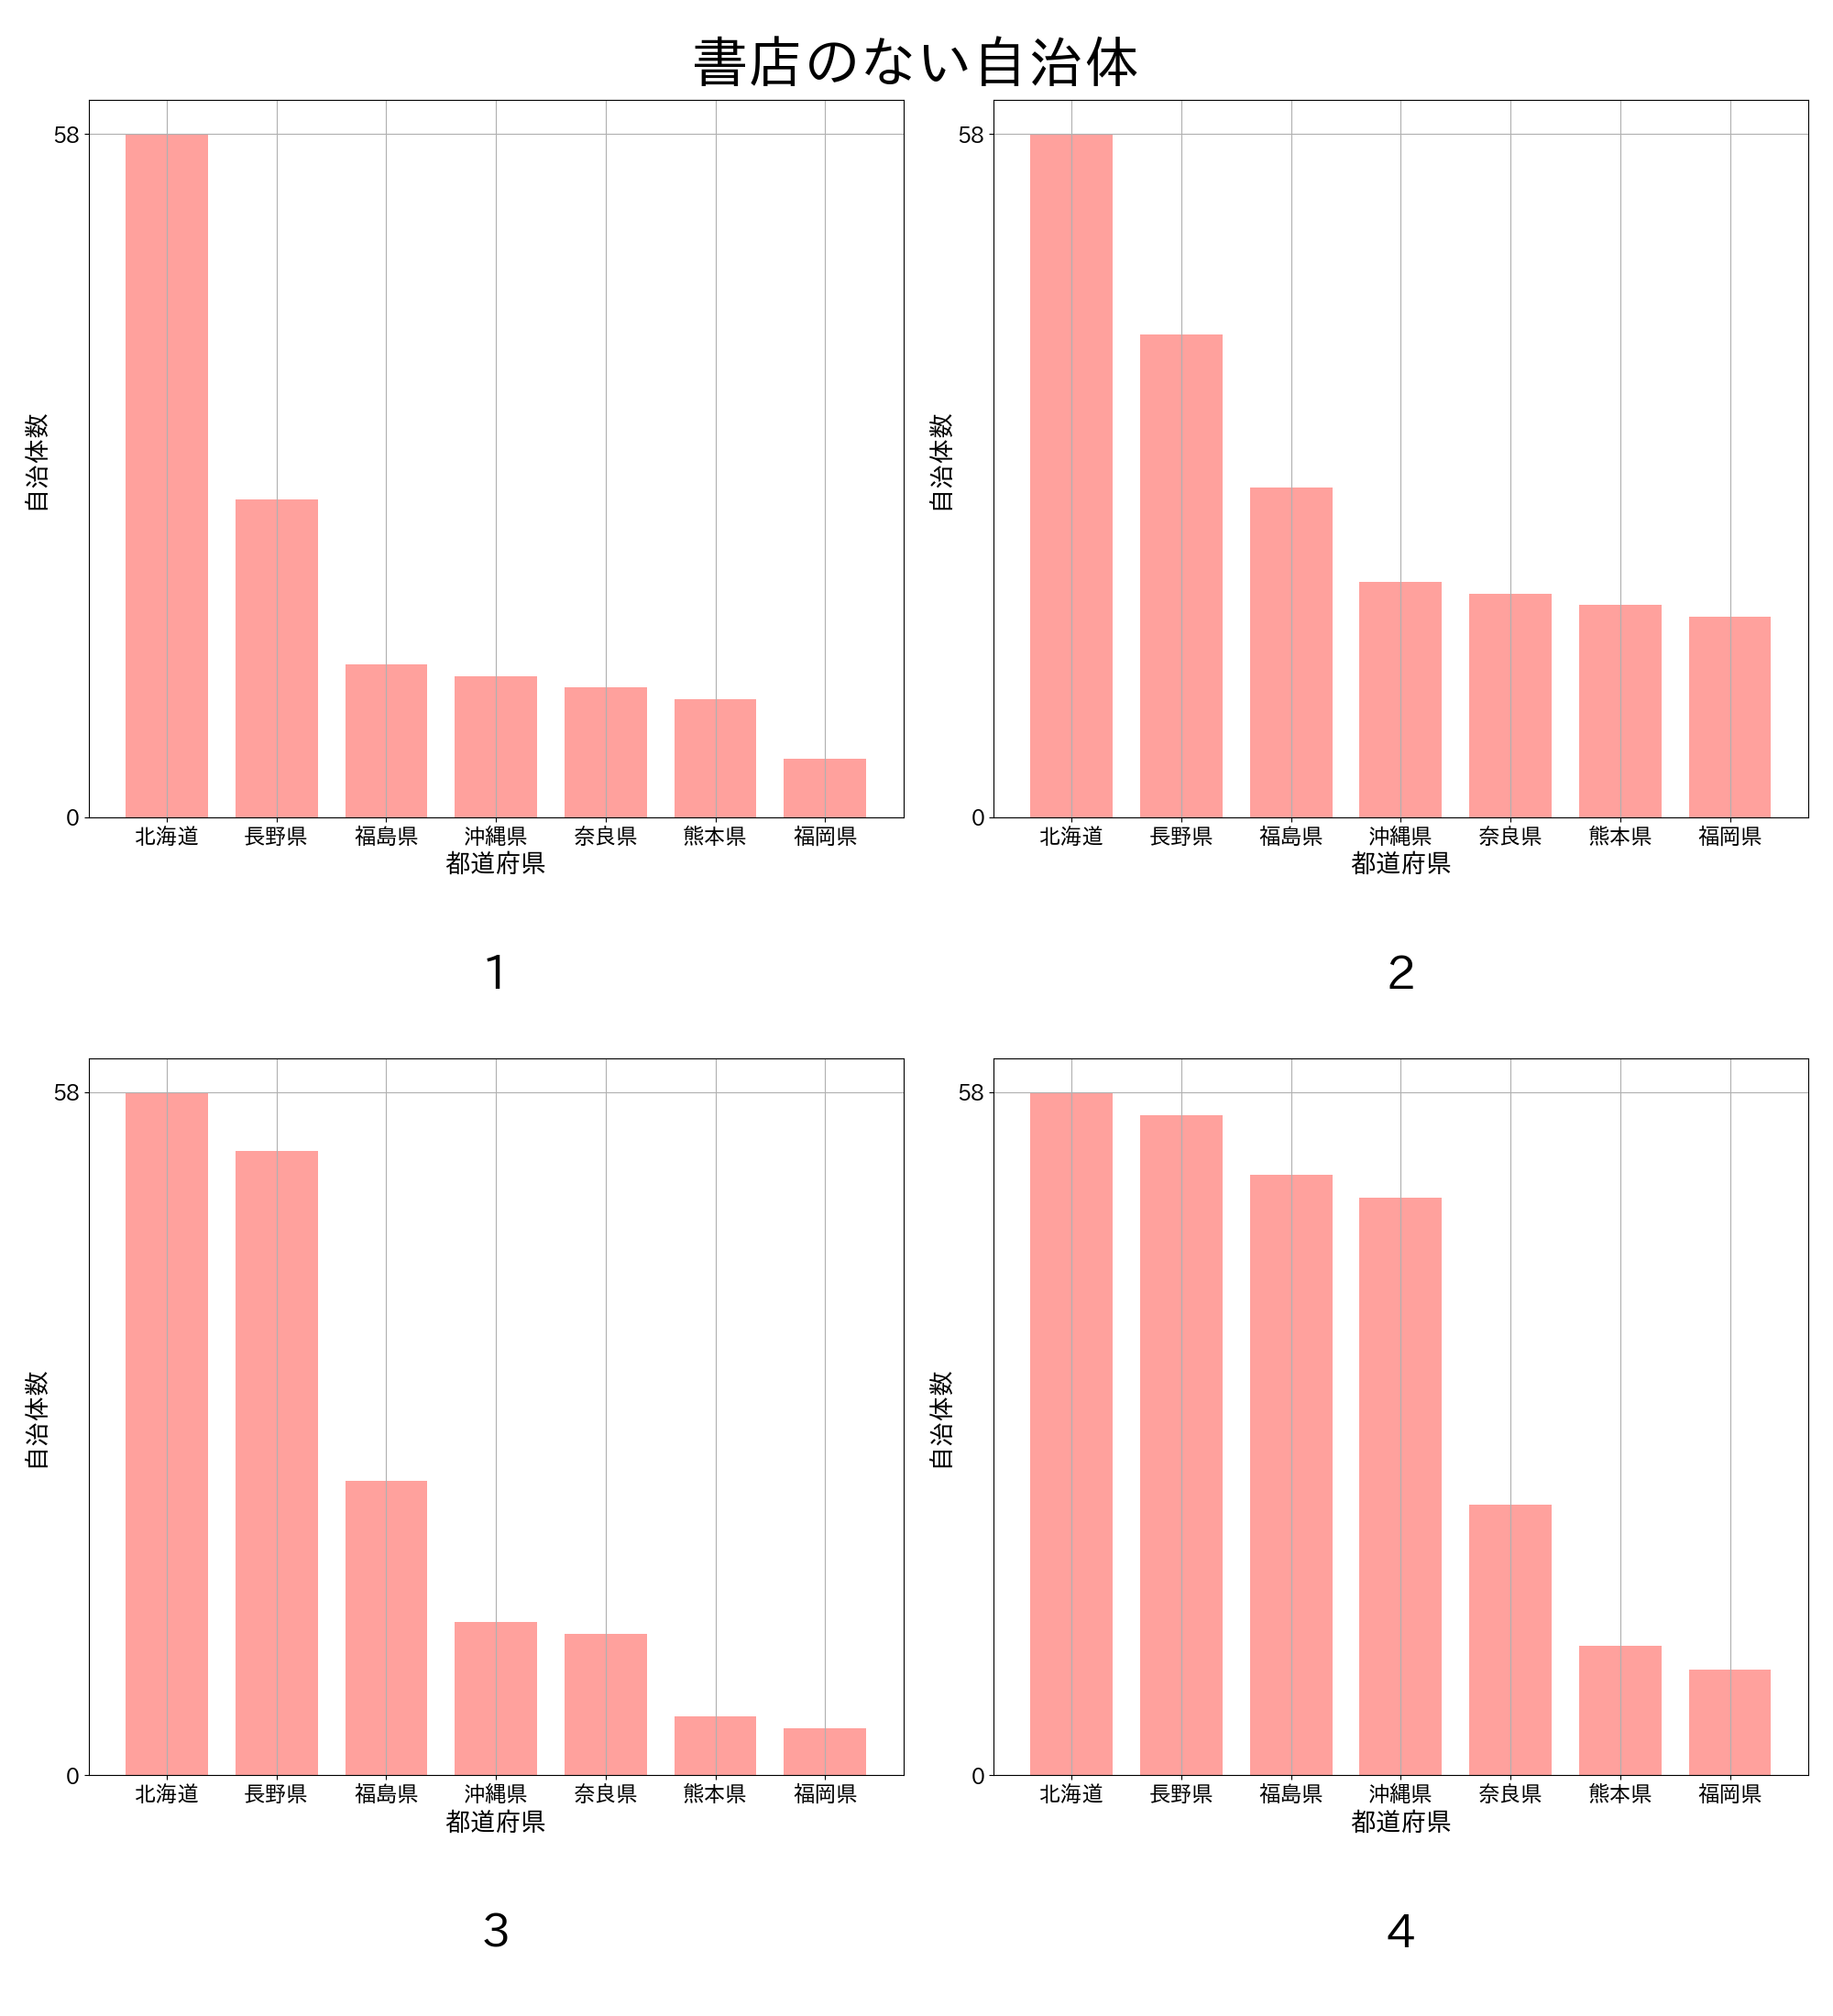 書店のない自治体
58
0
自治体数
北海道 長野県 福島県 沖縄県 奈良県 熊本県 福岡県
都道府県
1
58
0
自治体数
北海道 長野県 福島県 沖縄県 奈良県 熊本県 福岡県
都道府県
2
58
0
自治体数
北海道 長野県 福島県 沖縄県 奈良県 熊本県 福岡県
都道府県
3
58
0
自治体数
北海道 長野県 福島県 沖縄県 奈良県 熊本県 福岡県
都道府県
4